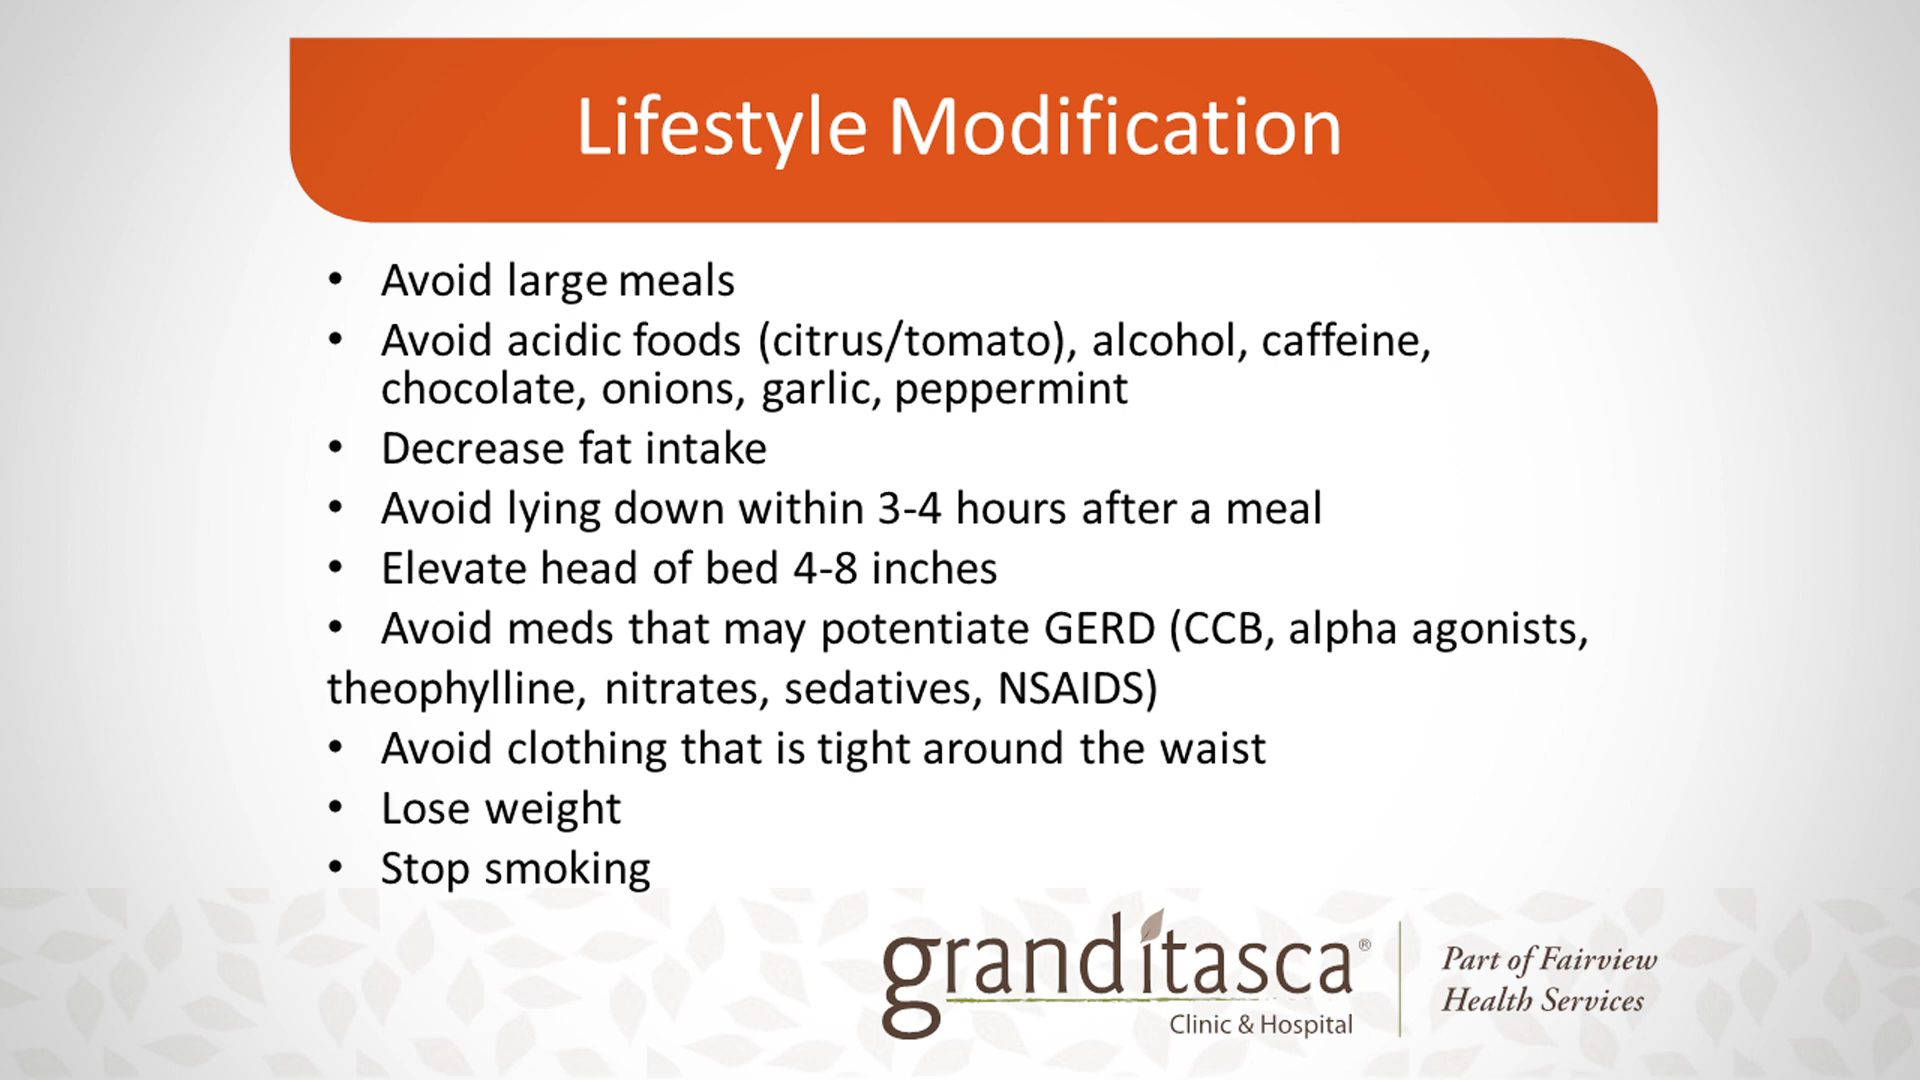 Lifestyle Modification
• Avoid large meals
• Avoid acidic foods (citrus/tomato), alcohol, caffeine,
chocolate, onions, garlic, peppermint
• Decrease fat intake
• Avoid lying down within 3-4 hours after a meal
• Elevate head of bed 4-8 inches
• Avoid meds that may potentiate GERD (CCB, alpha agonists,
theophylline, nitrates, sedatives, NSAIDS)
• Avoid clothing that is tight around the waist
• Lose weight
• Stop smoking
granditasca®
Clinic & Hospital
Part of Fairview
Health Services